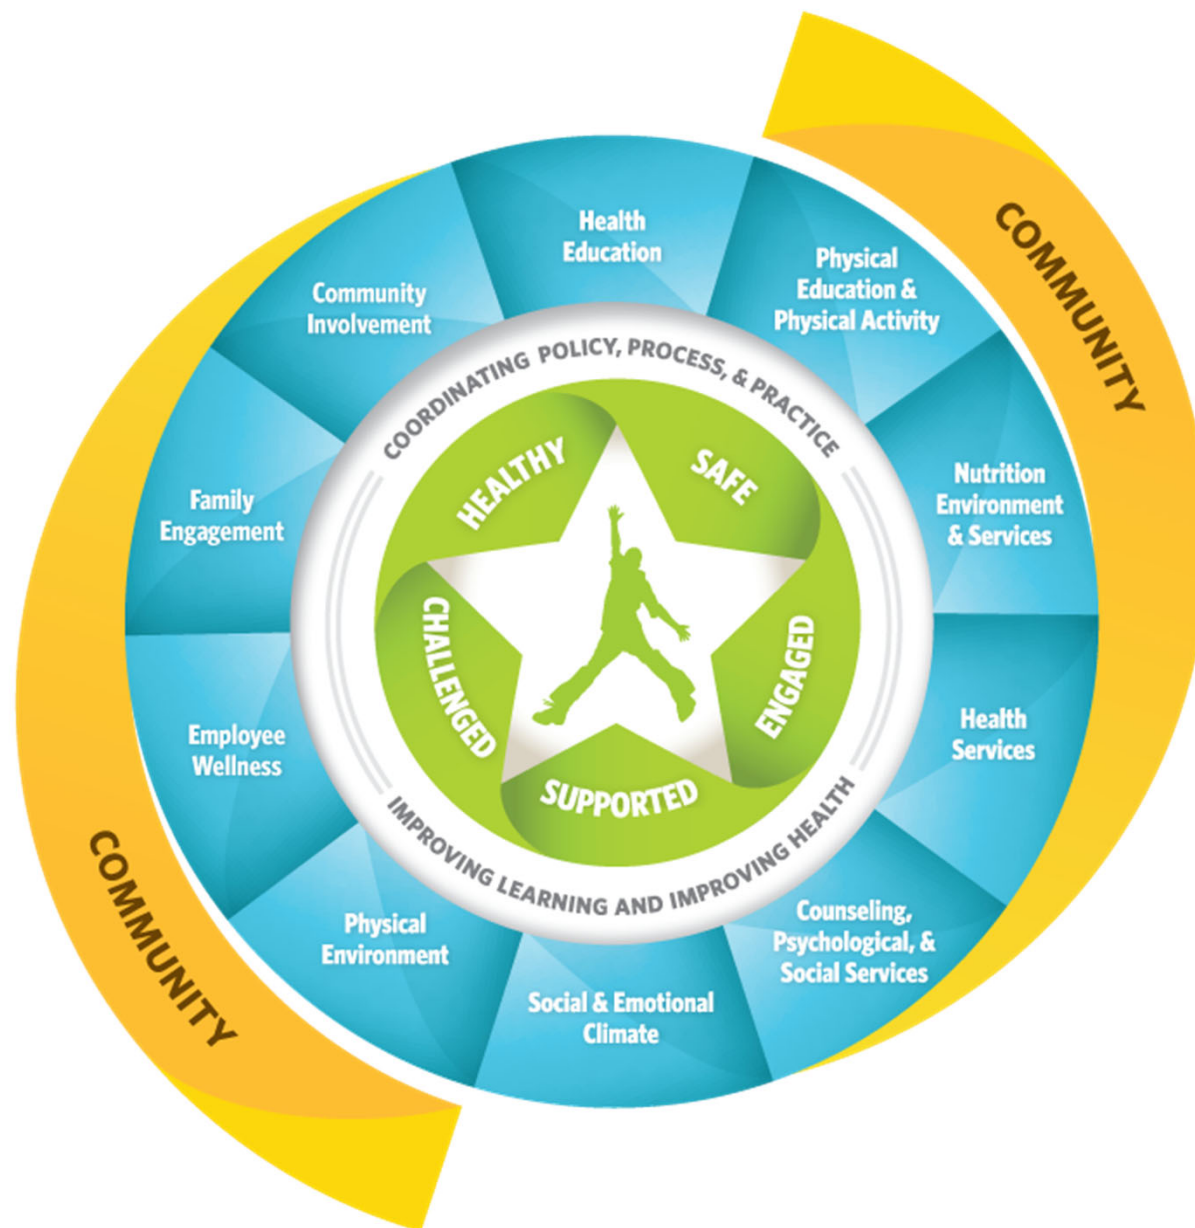 COMMUNITY
Health
Education
Physical
Education &
Physical Activity
Nutrition
Environment
& Services
Health
Services
Counseling,
Psychological, &
Social Services
Social & Emotional
Climate
Physical
Environment
Employee
Wellness
Family
Engagement
Community
Involvement
COORDINATING POLICY, PROCESS, & PRACTICE
IMPROVING LEARNING AND IMPROVING HEALTH
HEALTHY
SAFE
ENGAGED
SUPPORTED
CHALLENGED
COMMUNITY